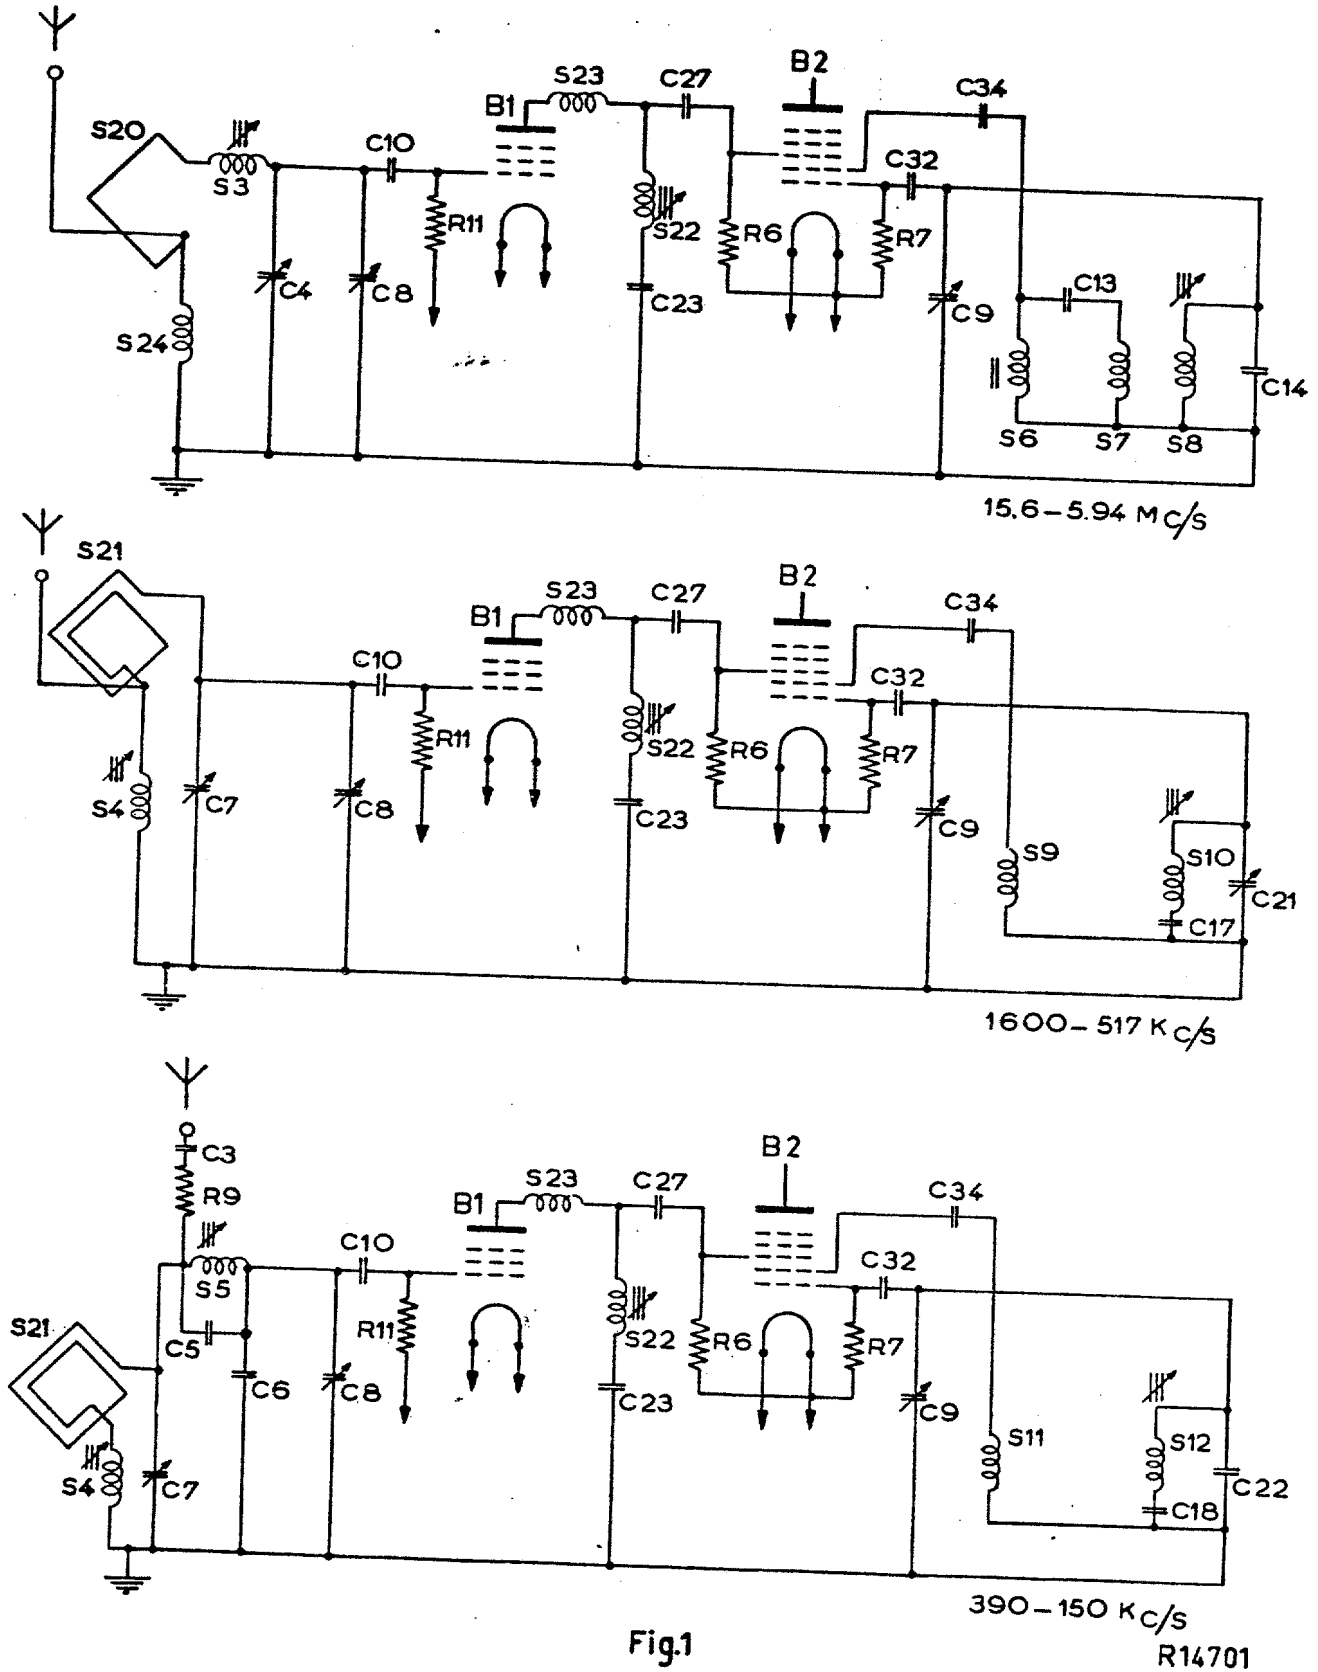 B2
S23
C27
C34
B1
S20
C10
C32
S3
R11
S22
R6
R7
C4
C8
C23
C9
C13
S24
C14
S6
S7
S8
15.6–5.94 MC/S
S21
B2
S23
C27
C34
B1
C10
C32
R11
S22
R6
R7
S4
C7
C8
C23
C9
S9
S10
C21
C17
1600–517 KC/S
C3
B2
S23
C27
C34
R9
B1
C10
C32
S5
S21
C5
R11
S22
R6
R7
C6
C8
C23
C9
S11
S12
S4
C7
C22
C18
390–150 KC/S
Fig.1
R14701